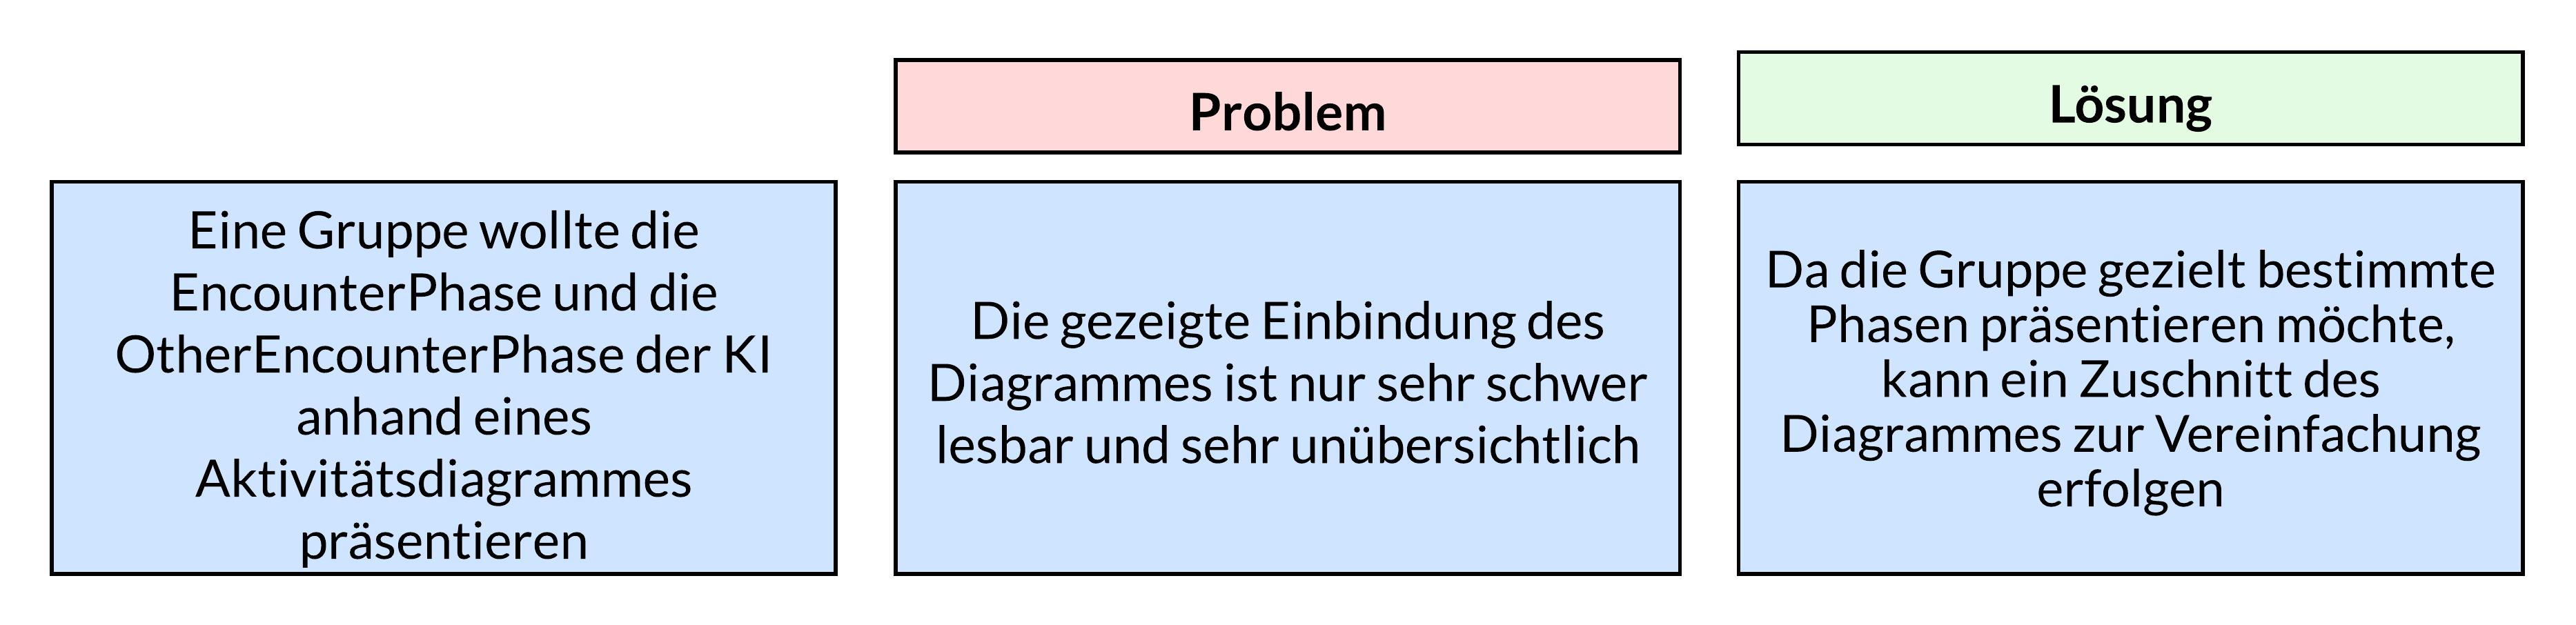 Problem
Lösung
Eine Gruppe wollte die
EncounterPhase und die
OtherEncounterPhase der KI
anhand eines
Aktivitätsdiagrammes
präsentieren
Die gezeigte Einbindung des
Diagrammes ist nur sehr schwer
lesbar und sehr unübersichtlich
Da die Gruppe gezielt bestimmte
Phasen präsentieren möchte,
kann ein Zuschnitt des
Diagrammes zur Vereinfachung
erfolgen